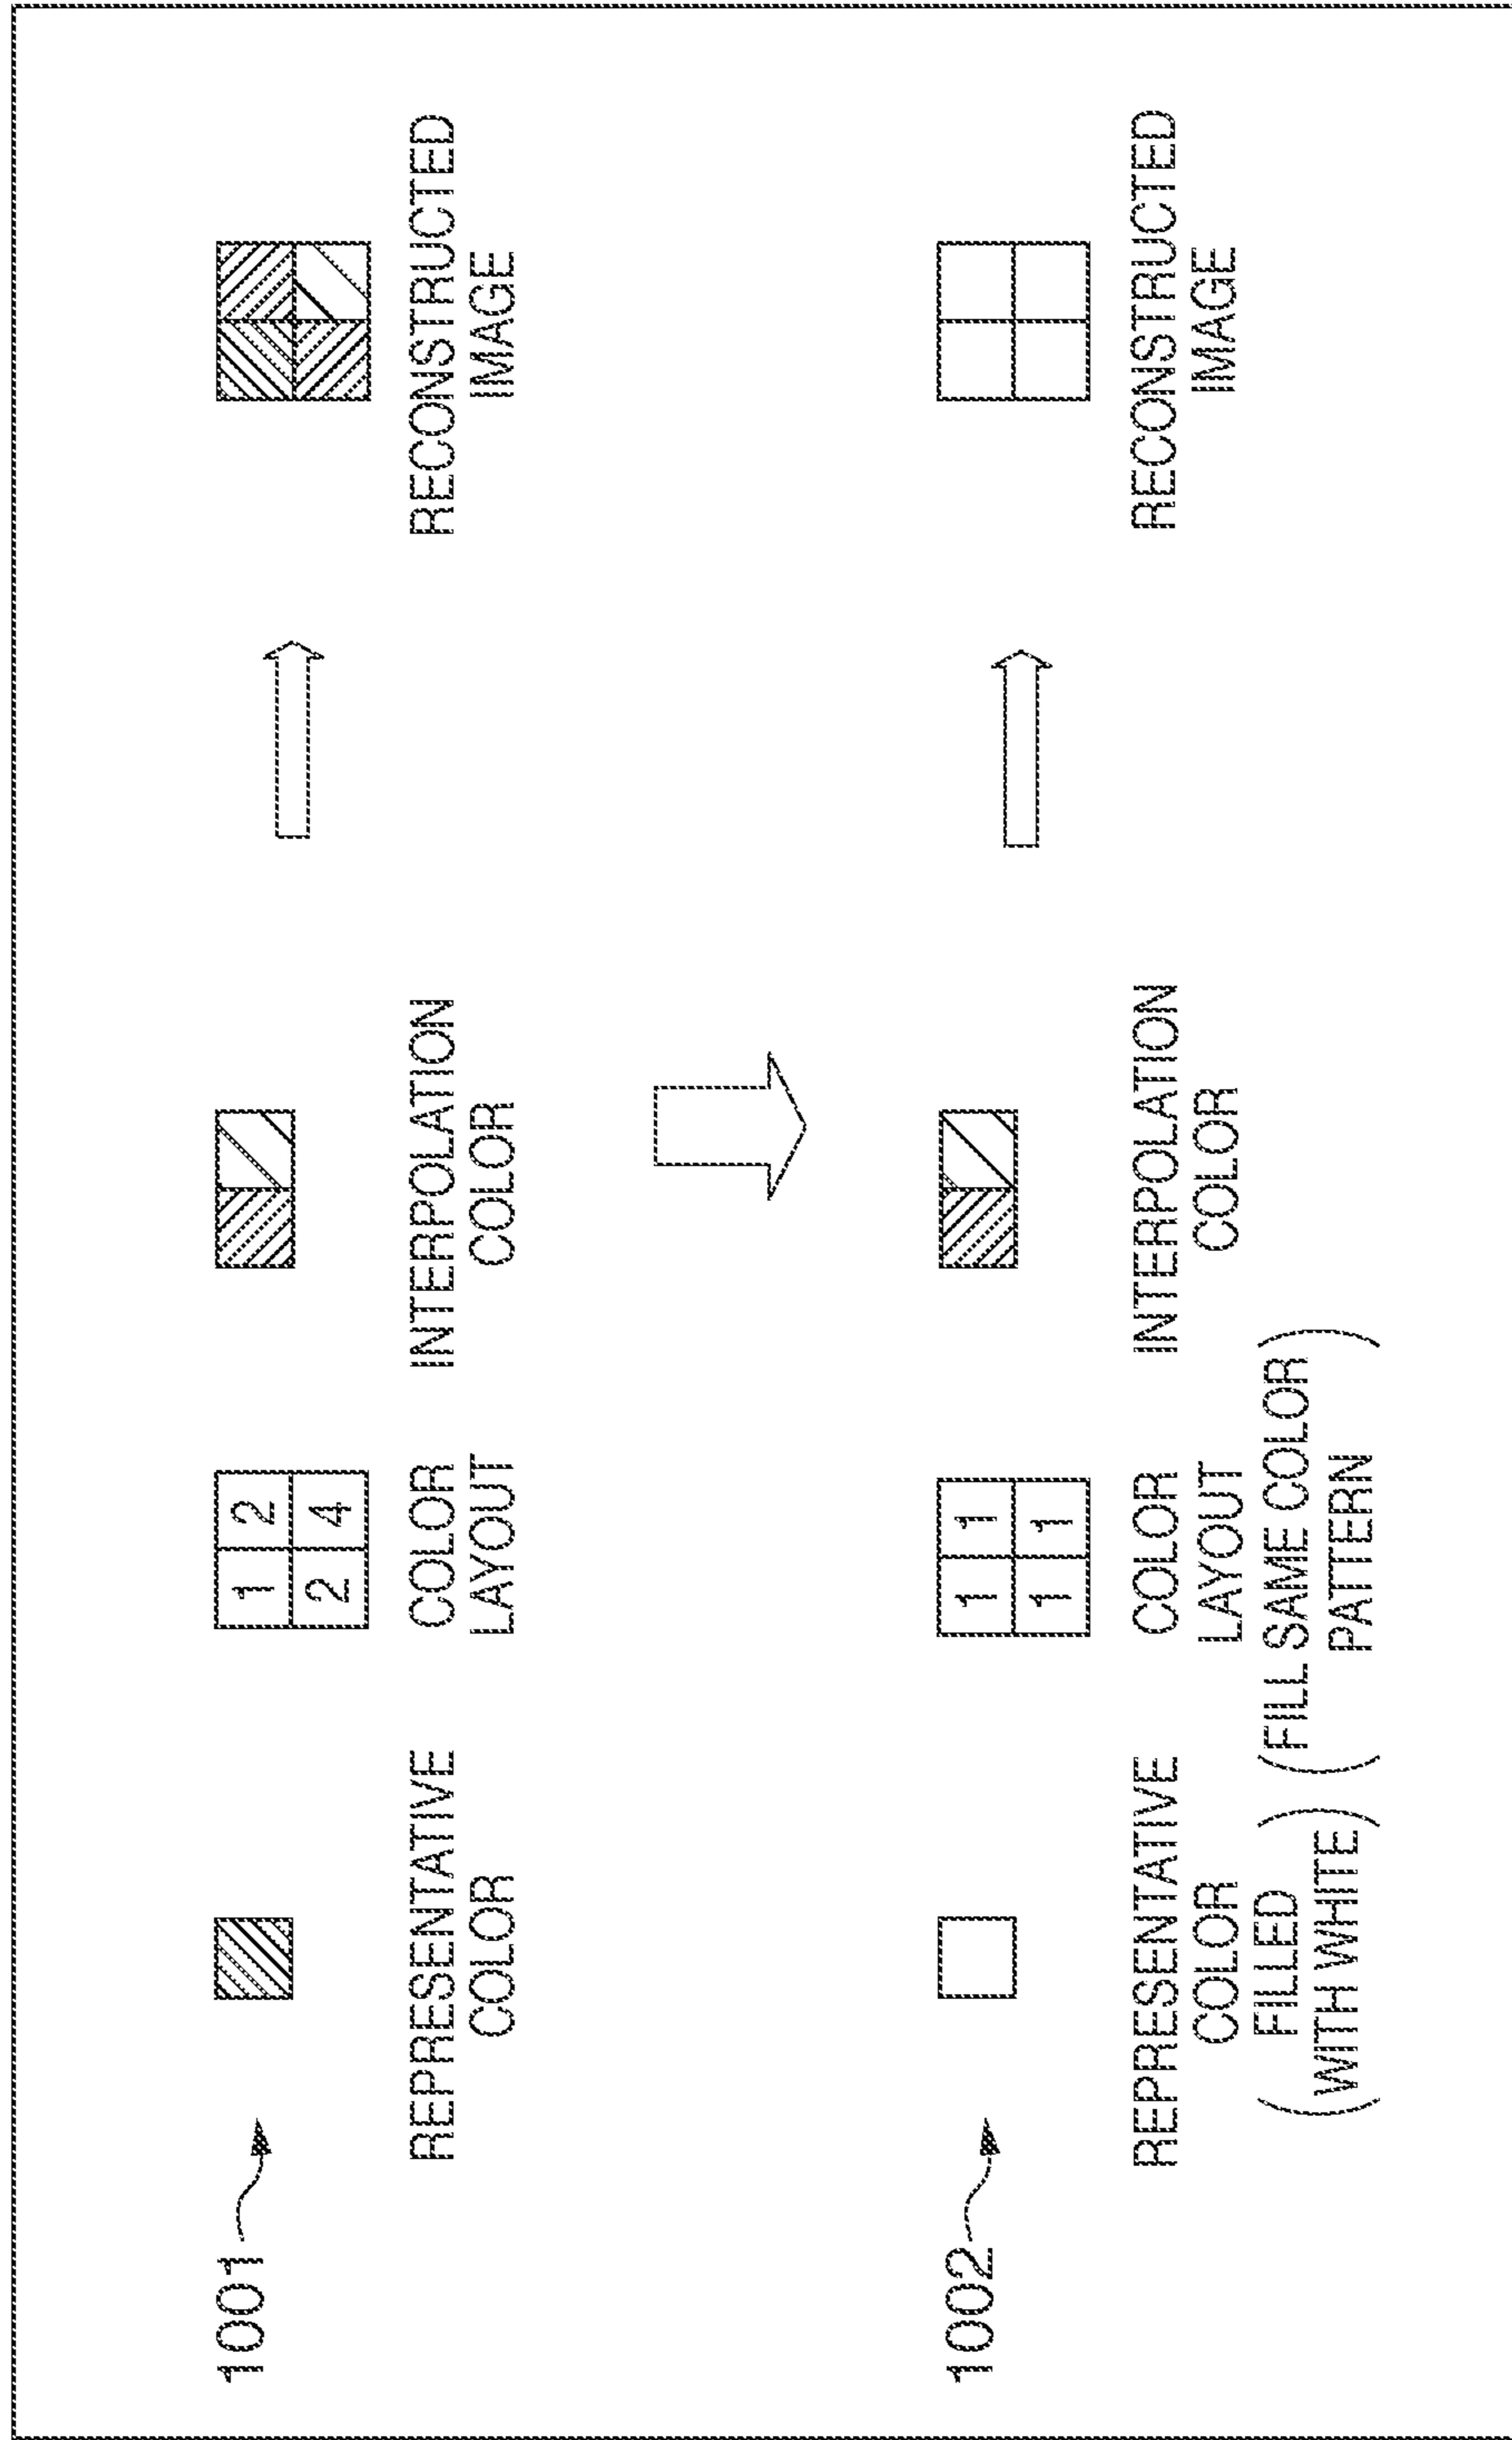 1001
1 2
2 4
REPRESENTATIVE
COLOR
COLOR
LAYOUT
INTERPOLATION
COLOR
RECONSTRUCTED
IMAGE
1002
1 1
1 1
REPRESENTATIVE
COLOR
( FILLED
WITH WHITE )
COLOR
LAYOUT
( FILL SAME COLOR
PATTERN )
INTERPOLATION
COLOR
RECONSTRUCTED
IMAGE